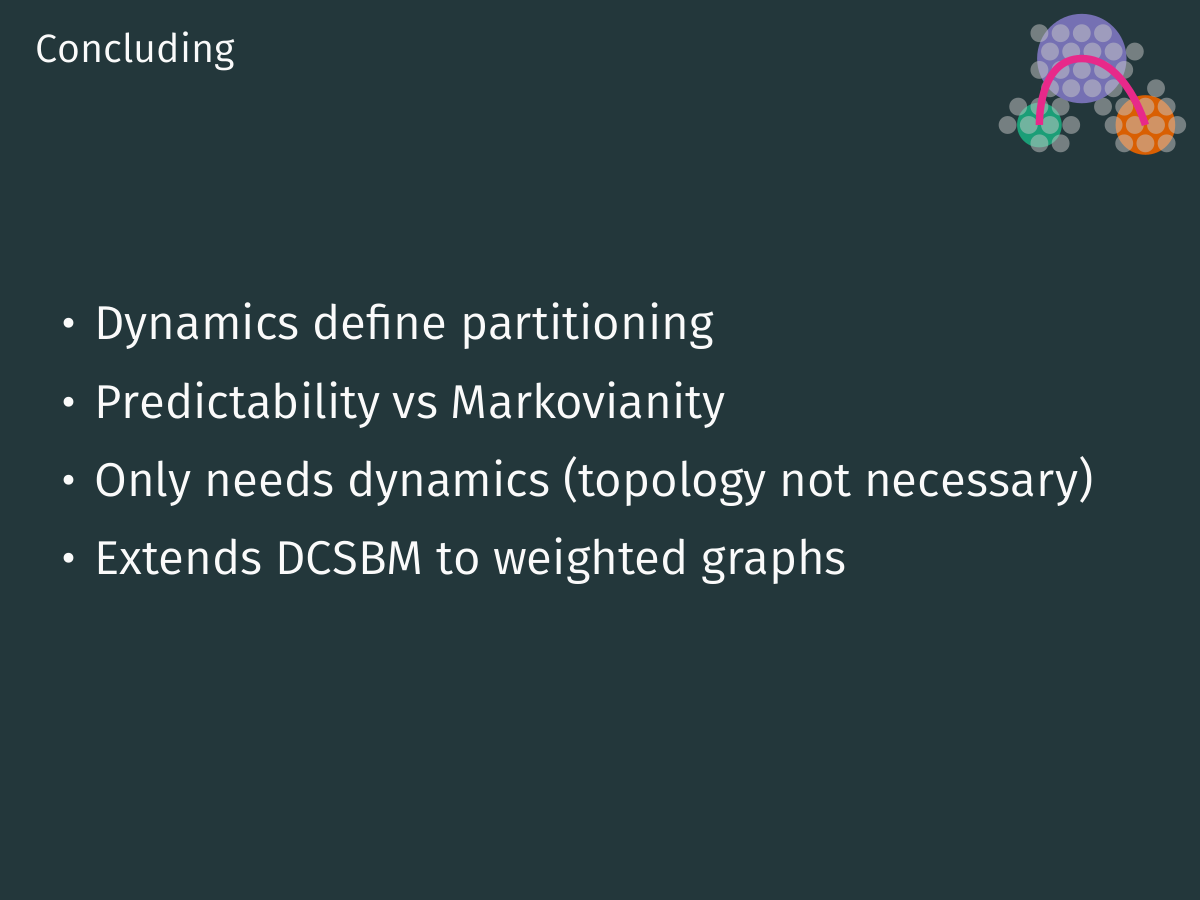 Concluding
• Dynamics define partitioning
• Predictability vs Markovianity
• Only needs dynamics (topology not necessary)
• Extends DCSBM to weighted graphs